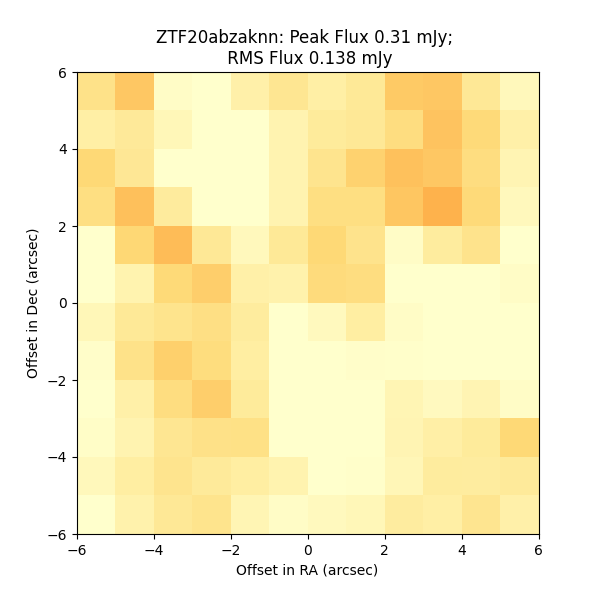 ZTF20abzaknn: Peak Flux 0.31 mJy;
RMS Flux 0.138 mJy
6
4
2
0
−2
−4
−6
Offset in Dec (arcsec)
−6 −4 −2 0 2 4 6
Offset in RA (arcsec)